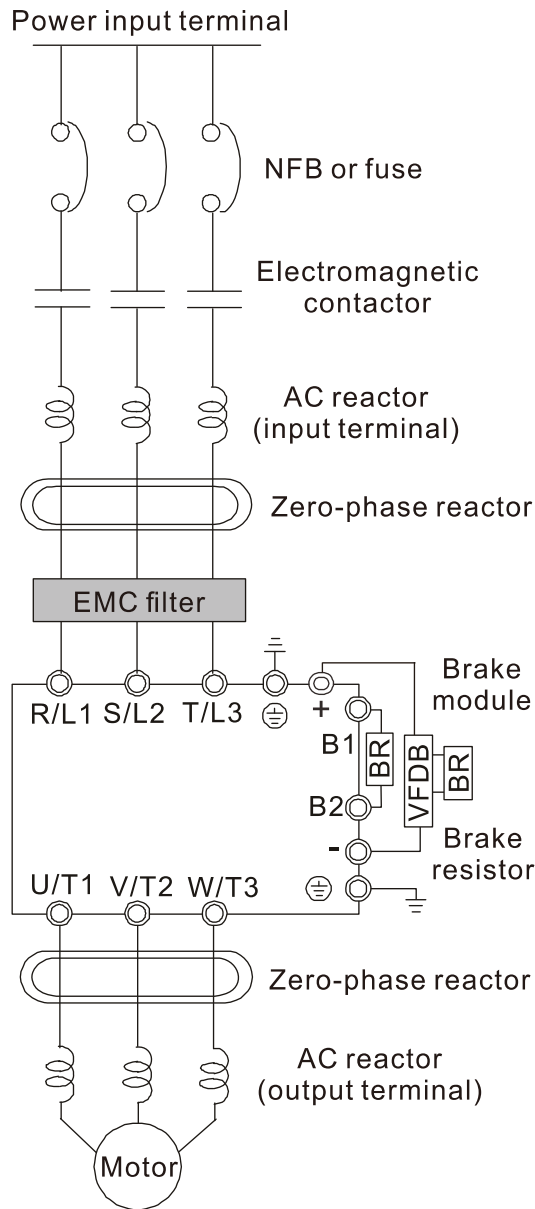 Power input terminal
NFB or fuse
Electromagnetic
contactor
AC reactor
(input terminal)
Zero-phase reactor
EMC filter
R/L1 S/L2 T/L3
+
Brake
module
B1
BR
VFDB
BR
B2
-
Brake
resistor
U/T1 V/T2 W/T3
Zero-phase reactor
AC reactor
(output terminal)
Motor